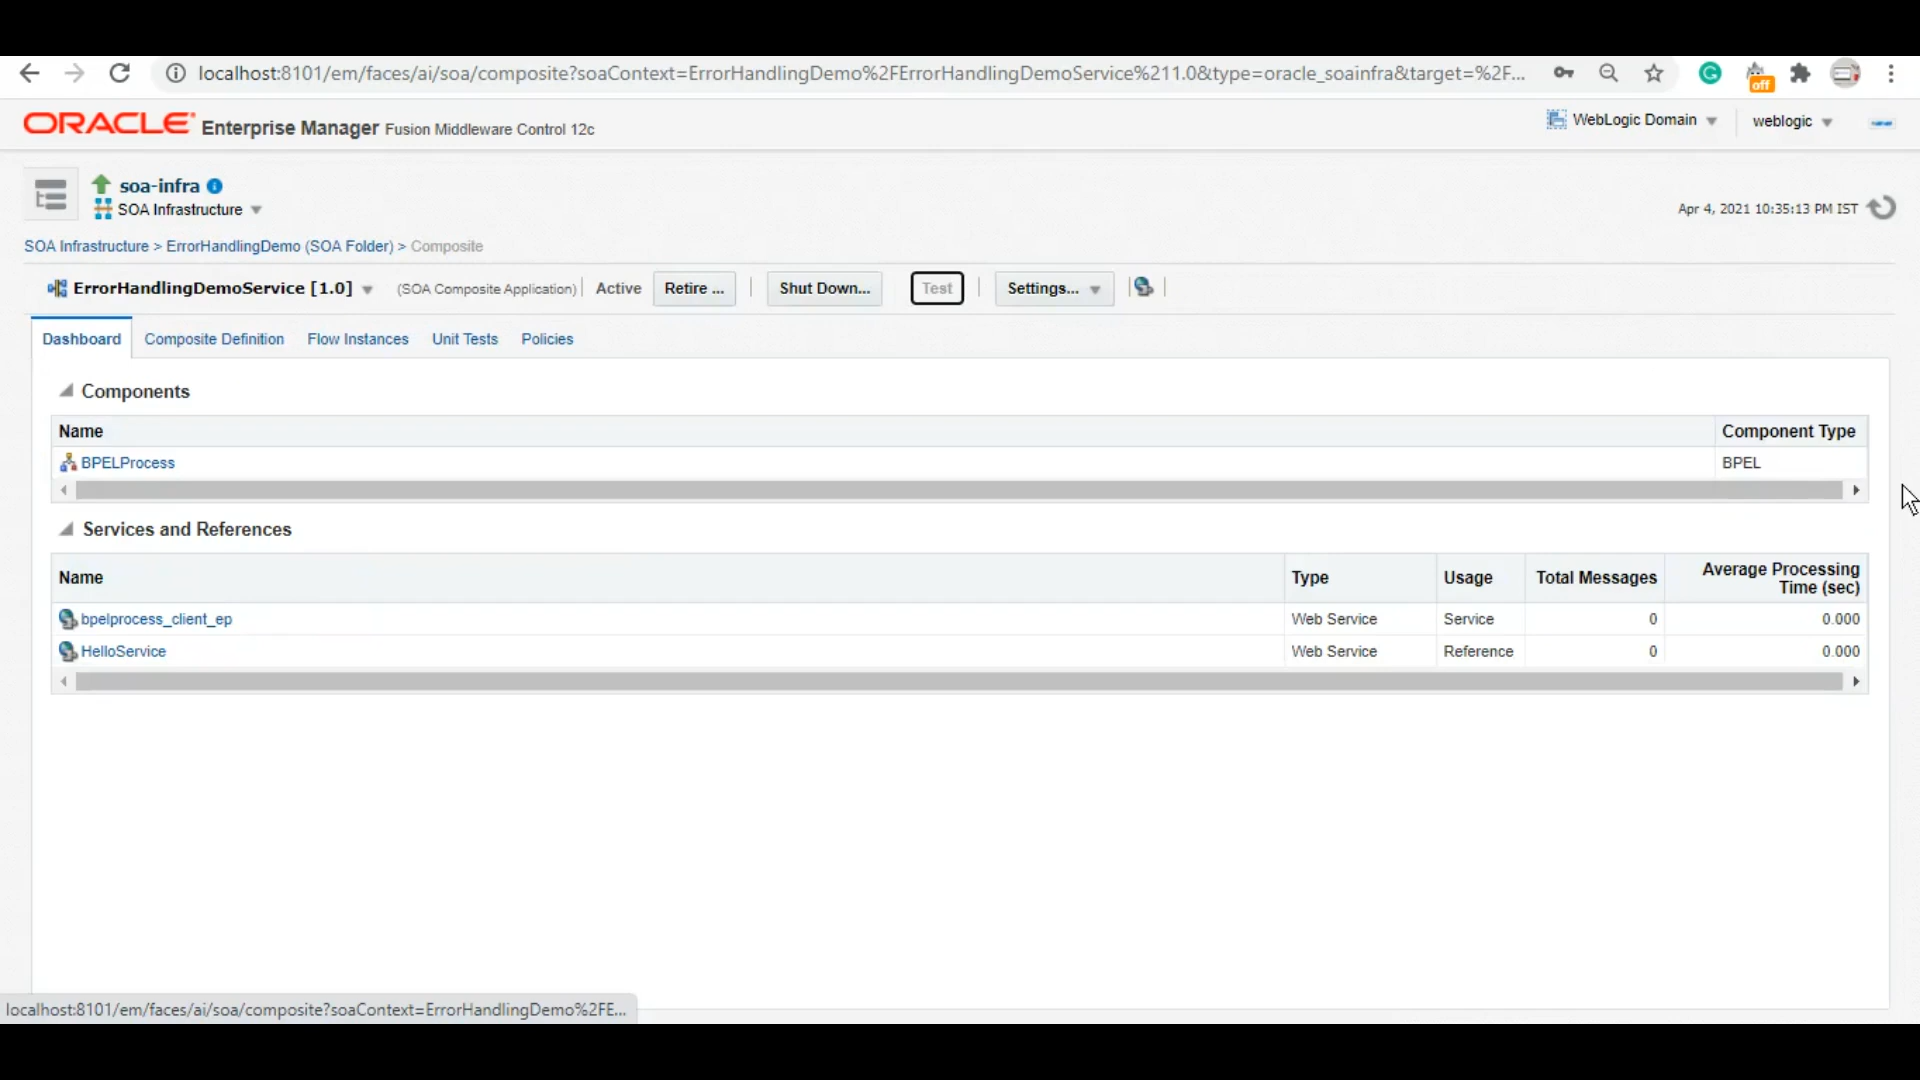 localhost:8101/em/faces/ai/soa/composite?soaContext=ErrorHandlingDemo%2FErrorHandlingDemoService%211.0&type=oracle_soainfra&target=%2F...
off
ORACLE Enterprise Manager Fusion Middleware Control 12c
WebLogic Domain
weblogic
soa-infra
SOA Infrastructure
Apr 4, 2021 10:35:13 PM IST
SOA Infrastructure > ErrorHandlingDemo (SOA Folder) > Composite
ErrorHandlingDemoService [1.0] (SOA Composite Application) Active Retire ... Shut Down... Test Settings...
Dashboard Composite Definition Flow Instances Unit Tests Policies
Components
Name Component Type
BPELProcess BPEL
Services and References
Name Type Usage Total Messages Average Processing Time (sec)
bpelprocess_client_ep Web Service Service 0 0.000
HelloService Web Service Reference 0 0.000
localhost:8101/em/faces/ai/soa/composite?soaContext=ErrorHandlingDemo%2FE...